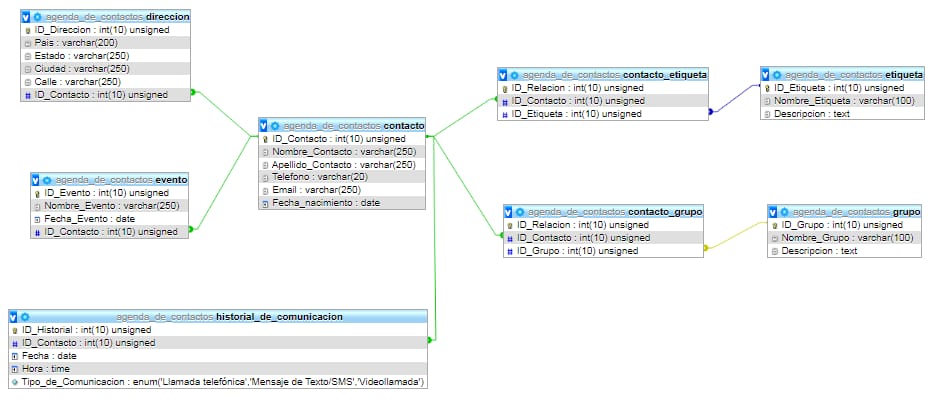 agenda_de_contactos direccion
ID_Direccion : int(10) unsigned
Pais : varchar(200)
Estado : varchar(250)
Ciudad : varchar(250)
Calle : varchar(250)
ID_Contacto : int(10) unsigned
agenda_de_contactos evento
ID_Evento : int(10) unsigned
Nombre_Evento : varchar(250)
Fecha_Evento : date
ID_Contacto : int(10) unsigned
agenda_de_contactos contacto
ID_Contacto : int(10) unsigned
Nombre_Contacto : varchar(250)
Apellido_Contacto : varchar(250)
Telefono : varchar(20)
Email : varchar(250)
Fecha_nacimiento : date
agenda_de_contactos contacto_etiqueta
ID_Relacion : int(10) unsigned
ID_Contacto : int(10) unsigned
ID_Etiqueta : int(10) unsigned
agenda_de_contactos etiqueta
ID_Etiqueta : int(10) unsigned
Nombre_Etiqueta : varchar(100)
Descripcion : text
agenda_de_contactos contacto_grupo
ID_Relacion : int(10) unsigned
ID_Contacto : int(10) unsigned
ID_Grupo : int(10) unsigned
agenda_de_contactos grupo
ID_Grupo : int(10) unsigned
Nombre_Grupo : varchar(100)
Descripcion : text
agenda_de_contactos historial_de_comunicacion
ID_Historial : int(10) unsigned
ID_Contacto : int(10) unsigned
Fecha : date
Hora : time
Tipo_de_Comunicacion : enum('Llamada telefónica','Mensaje de Texto/SMS','Videollamada')